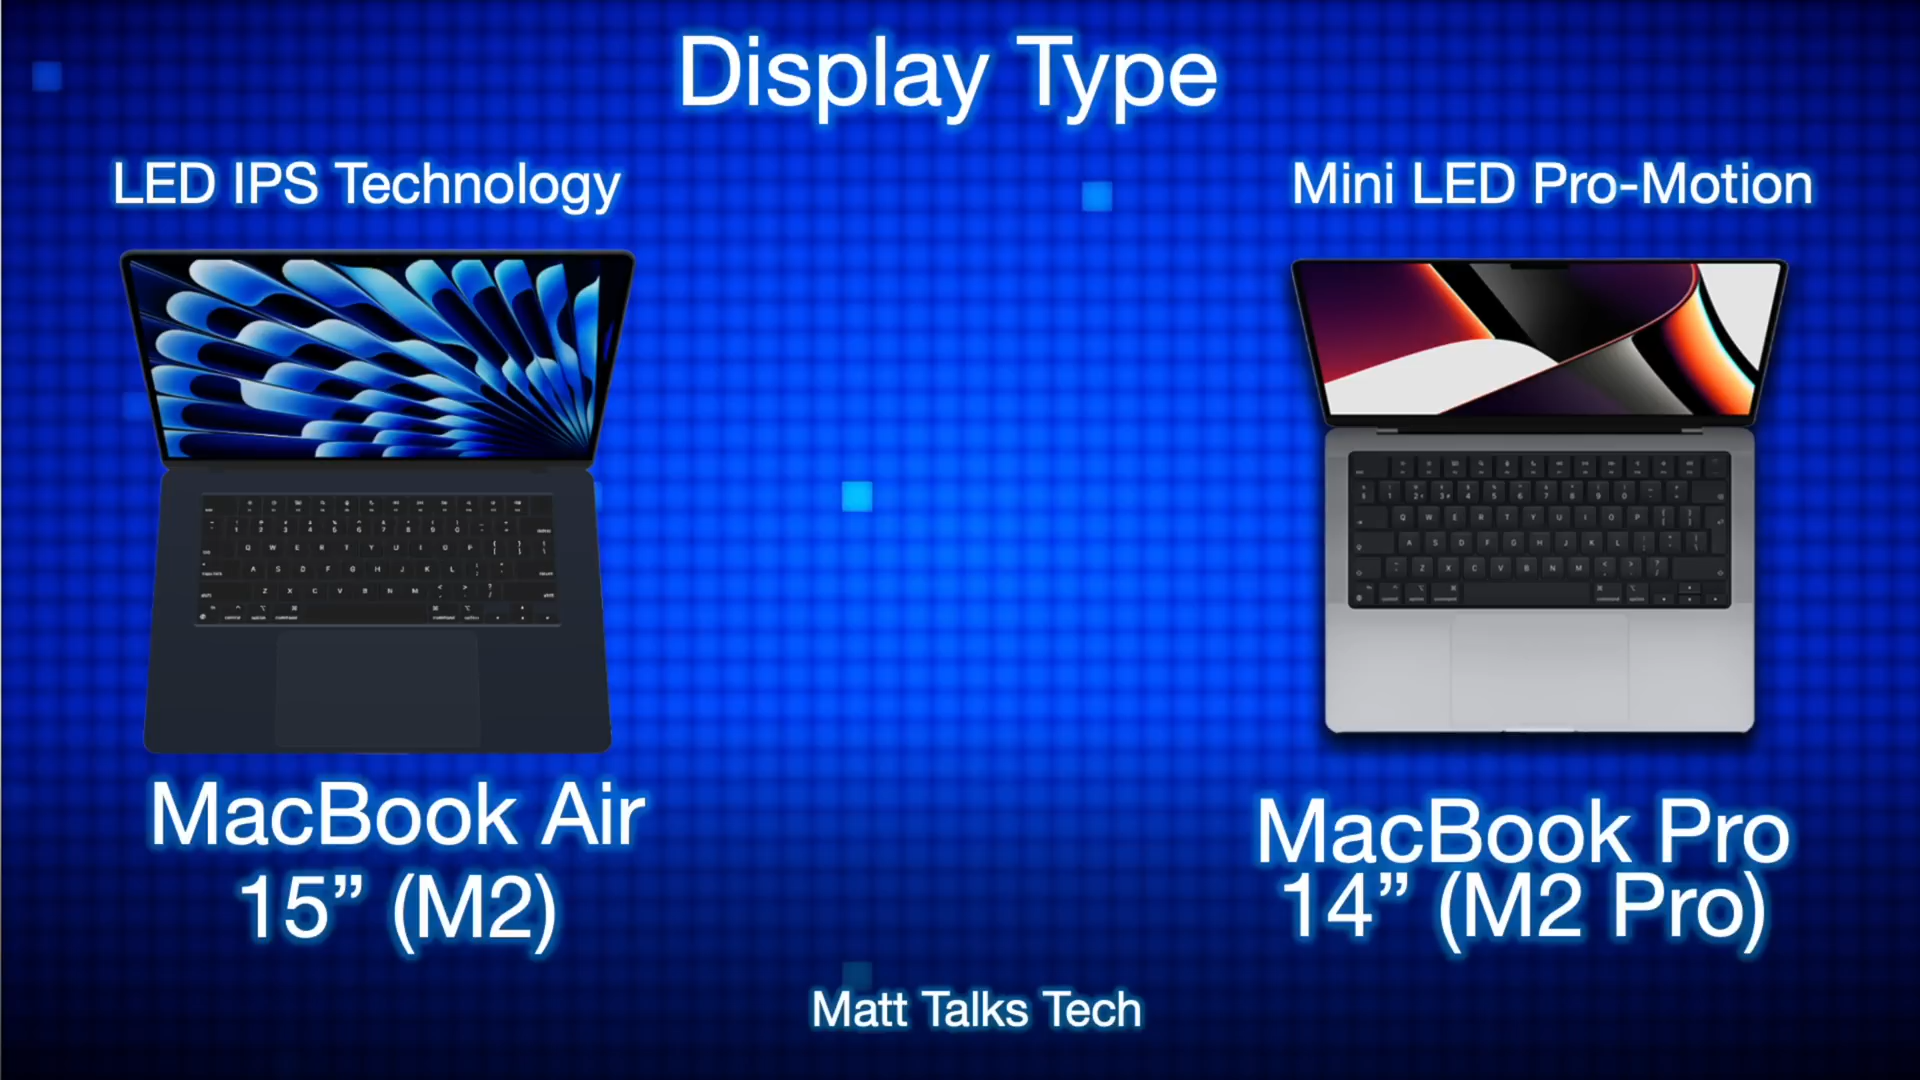 Display Type
LED IPS Technology
Mini LED Pro-Motion
MacBook Air
15” (M2)
MacBook Pro
14” (M2 Pro)
Matt Talks Tech